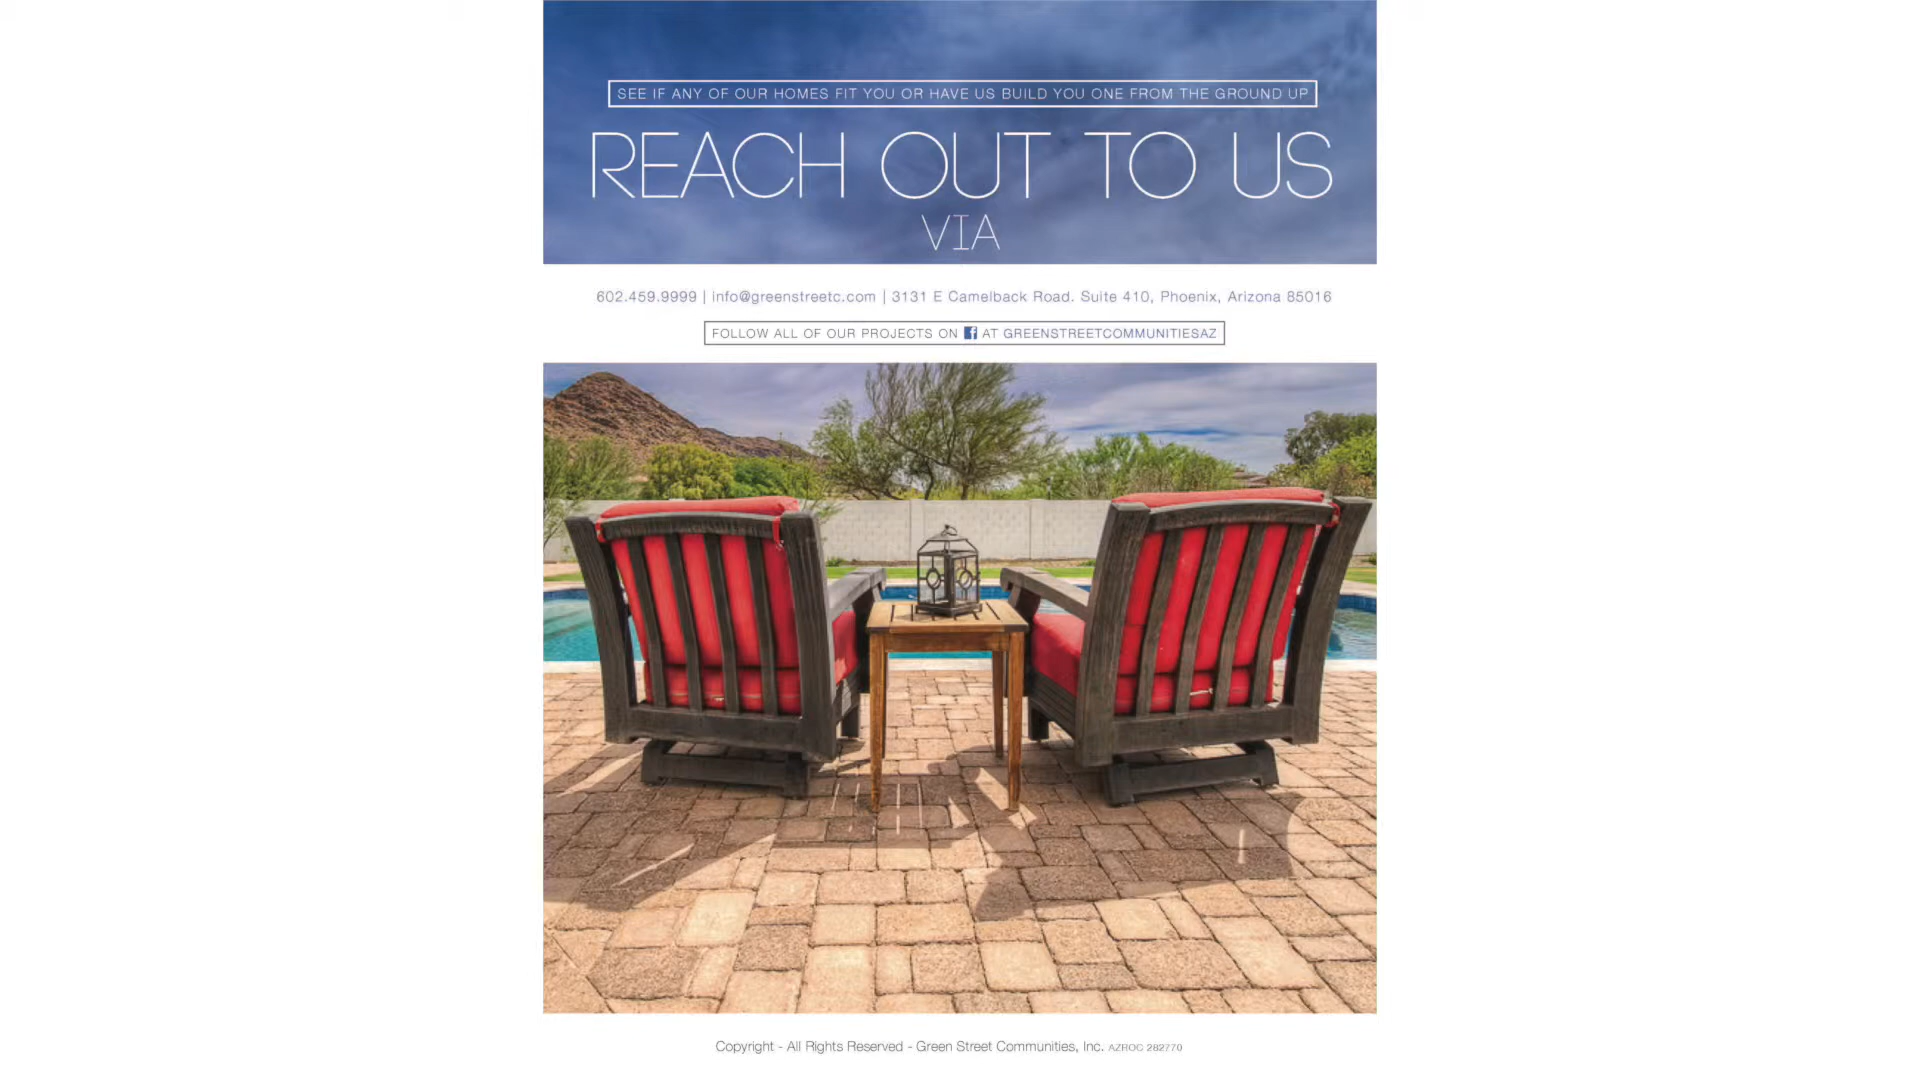 SEE IF ANY OF OUR HOMES FIT YOU OR HAVE US BUILD YOU ONE FROM THE GROUND UP
REACH OUT TO US
VIA
602.459.9999 | info@greenstreetc.com | 3131 E Camelback Road. Suite 410, Phoenix, Arizona 85016
FOLLOW ALL OF OUR PROJECTS ON f AT GREENSTREETCOMMUNITIESAZ
Copyright - All Rights Reserved - Green Street Communities, Inc. AZROC 282770